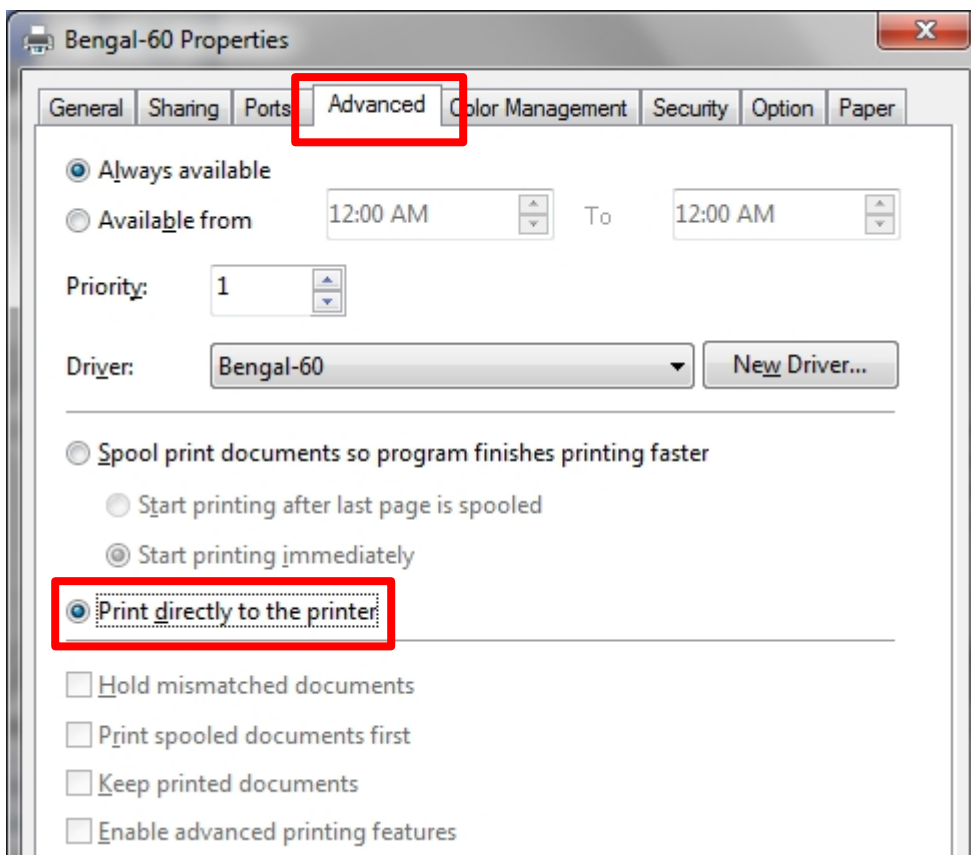 Bengal-60 Properties
General Sharing Ports Advanced Color Management Security Option Paper
Always available
Available from 12:00 AM To 12:00 AM
Priority: 1
Driver: Bengal-60 New Driver...
Spool print documents so program finishes printing faster
Start printing after last page is spooled
Start printing immediately
Print directly to the printer
Hold mismatched documents
Print spooled documents first
Keep printed documents
Enable advanced printing features